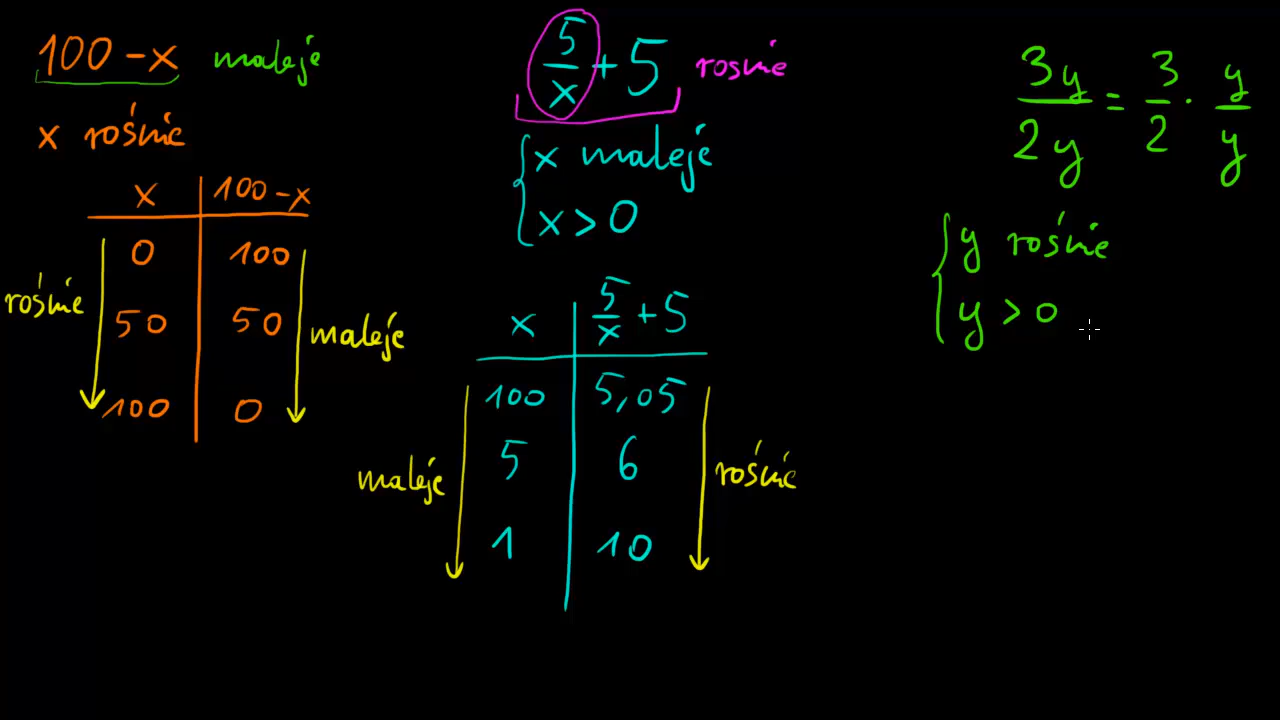 100 - x maleje
x rośnie
x | 100 - x
0 | 100
50 | 50
100 | 0
rośnie
maleje
5/x + 5 rośnie
x maleje
x > 0
x | 5/x + 5
100 | 5,05
5 | 6
1 | 10
maleje
rośnie
3y/2y = 3/2 · y/y
y rośnie
y > 0